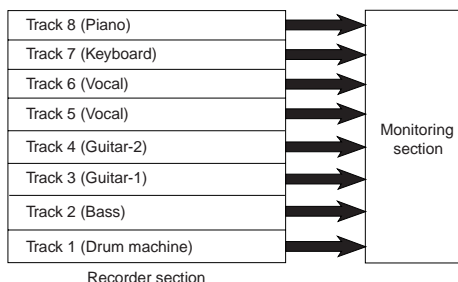 Track 8 (Piano)
Track 7 (Keyboard)
Track 6 (Vocal)
Track 5 (Vocal)
Track 4 (Guitar-2)
Track 3 (Guitar-1)
Track 2 (Bass)
Track 1 (Drum machine)
Recorder section
Monitoring
section